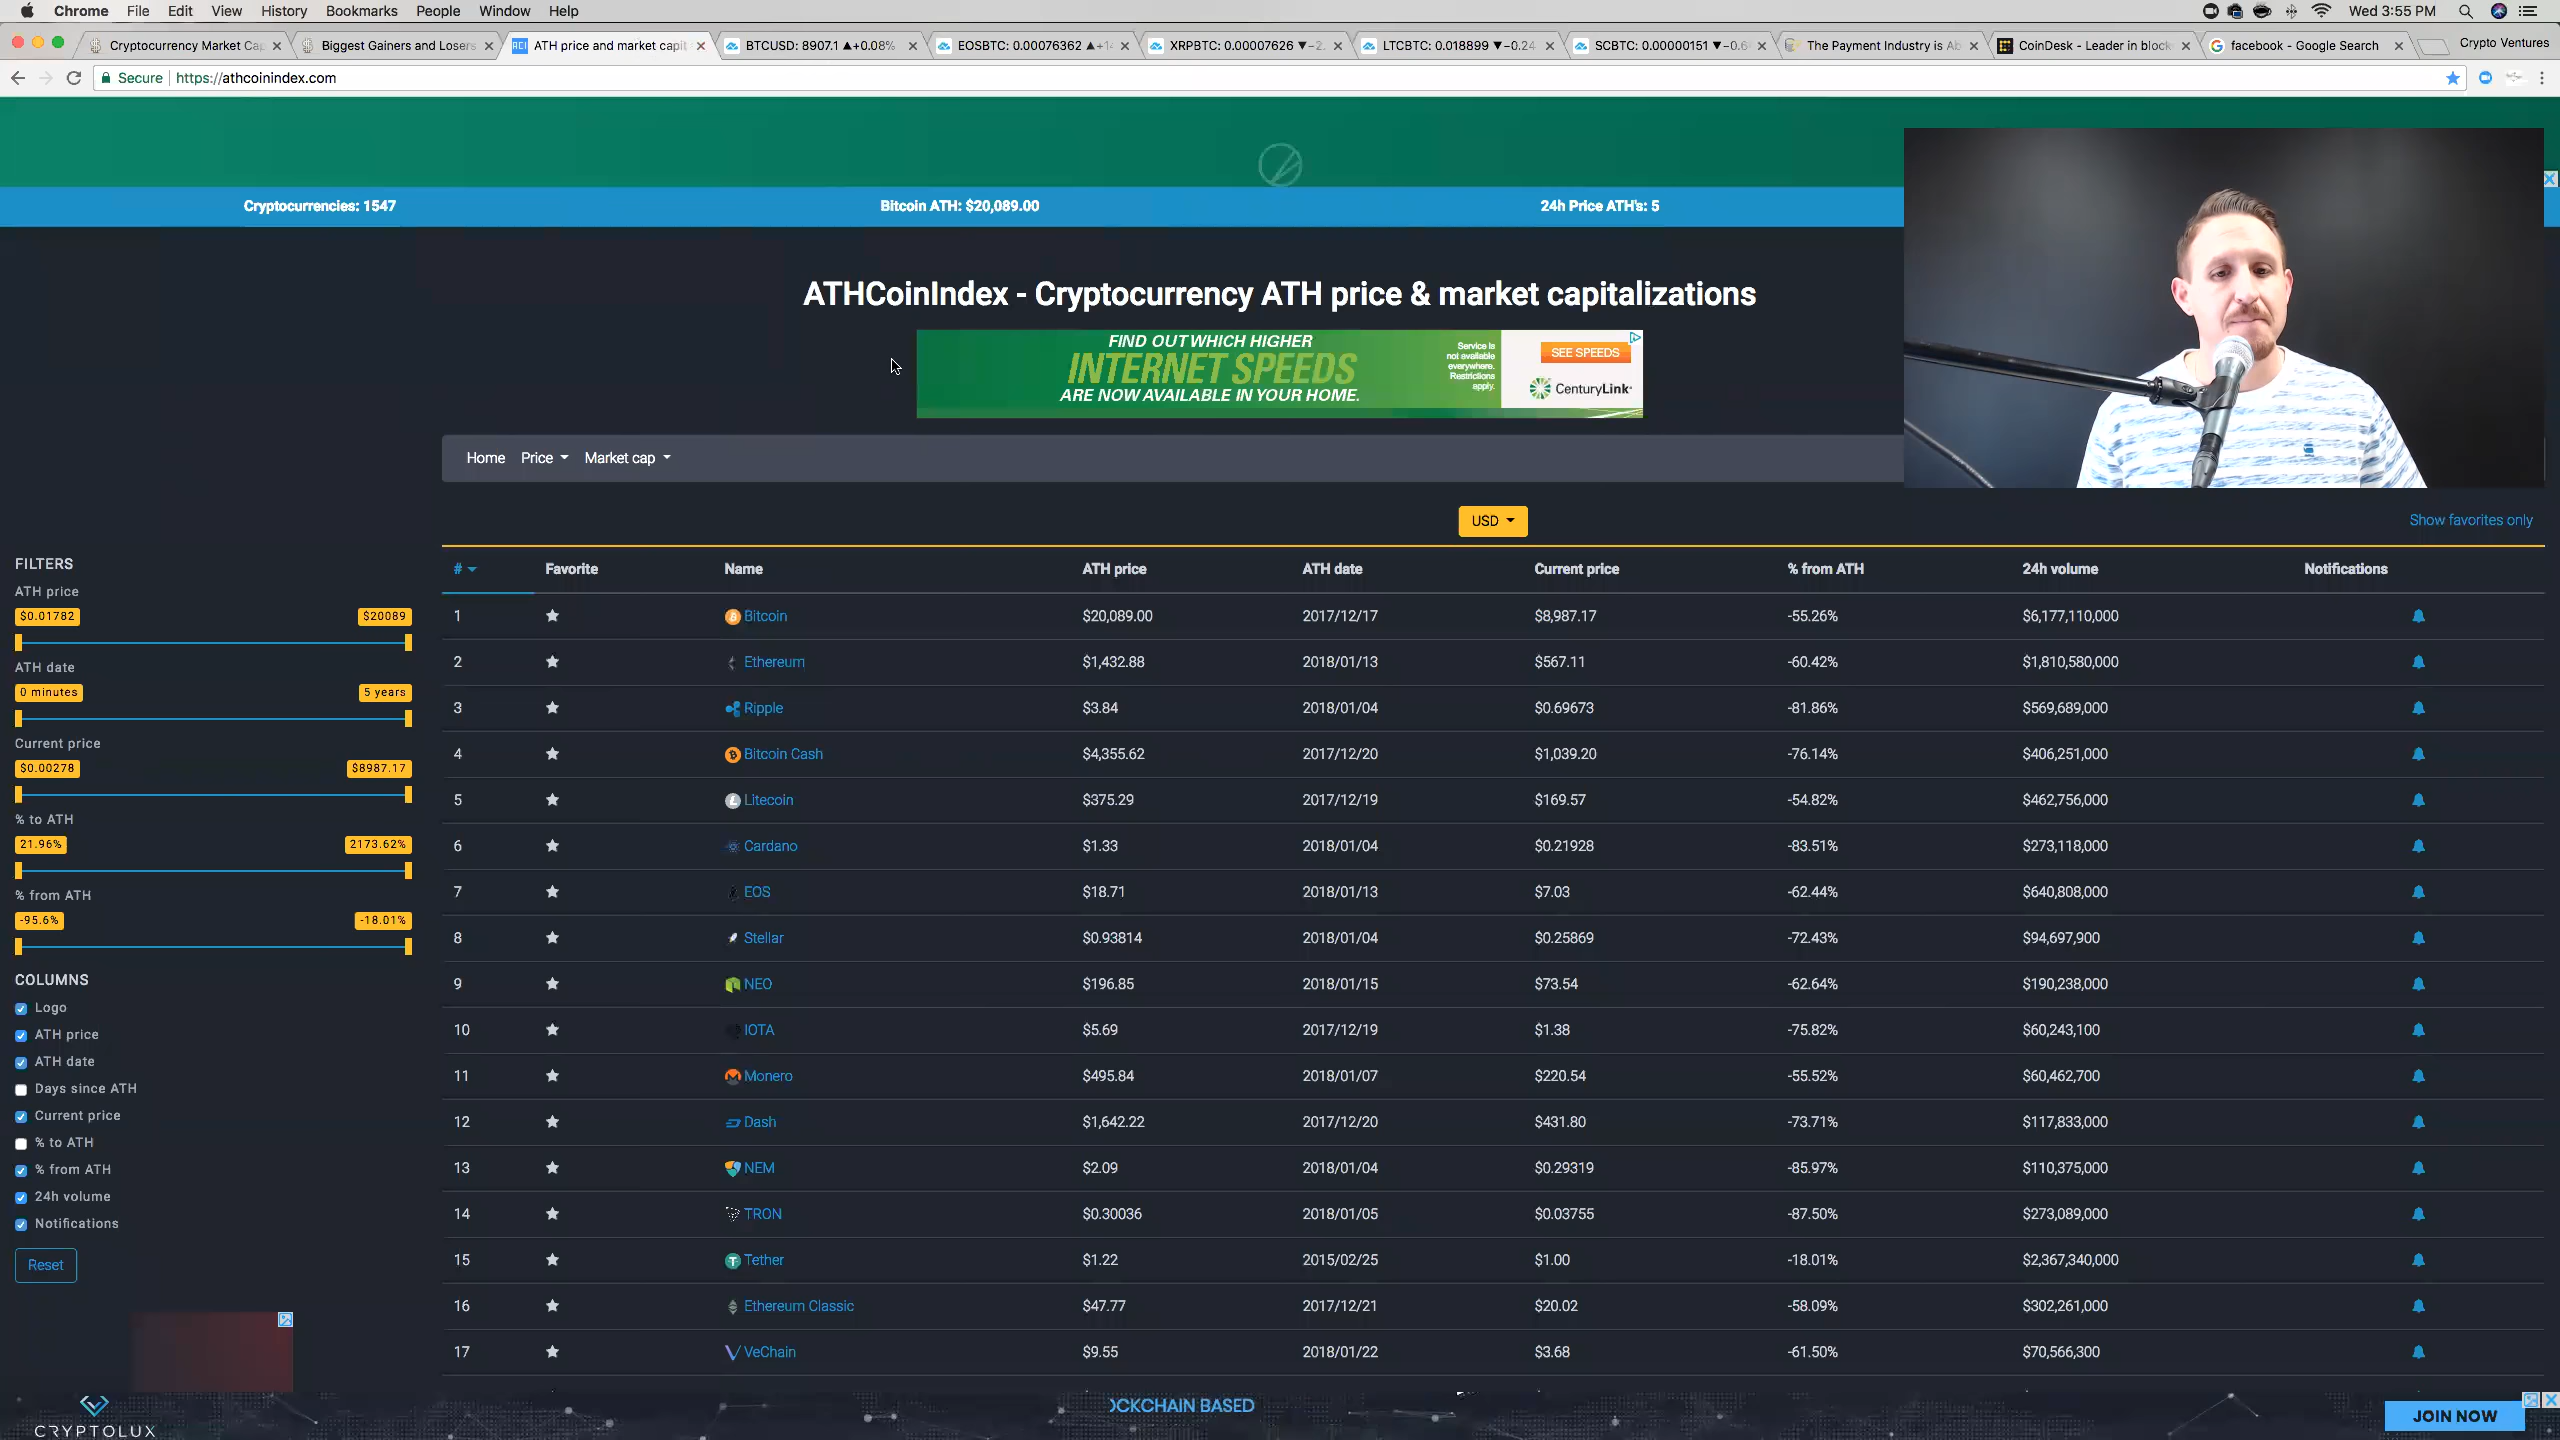 Chrome File Edit View History Bookmarks People Window Help Wed 3:55 PM
Cryptocurrency Market Ca Biggest Gainers and Losers ATH price and market capit BTCUSD: 8907.1 ▲+0.08% EOSBTC: 0.00076362 ▲+1 XRPBTC: 0.00007626 ▼−2. LTCBTC: 0.018899 ▼−0.24 SCBTC: 0.00000151 ▼−0.6 The Payment Industry is Ab CoinDesk - Leader in block facebook - Google Search Crypto Ventures
Secure https://athcoinindex.com
Cryptocurrencies: 1547 Bitcoin ATH: $20,089.00 24h Price ATH's: 5
ATHCoinIndex - Cryptocurrency ATH price & market capitalizations
FIND OUT WHICH HIGHER
INTERNET SPEEDS
ARE NOW AVAILABLE IN YOUR HOME.
Service is
not available
everywhere.
Restrictions
apply.
SEE SPEEDS
CenturyLink
Home Price Market cap
USD Show favorites only
# Favorite Name ATH price ATH date Current price % from ATH 24h volume Notifications
1 Bitcoin $20,089.00 2017/12/17 $8,987.17 -55.26% $6,177,110,000
2 Ethereum $1,432.88 2018/01/13 $567.11 -60.42% $1,810,580,000
3 Ripple $3.84 2018/01/04 $0.69673 -81.86% $569,689,000
4 Bitcoin Cash $4,355.62 2017/12/20 $1,039.20 -76.14% $406,251,000
5 Litecoin $375.29 2017/12/19 $169.57 -54.82% $462,756,000
6 Cardano $1.33 2018/01/04 $0.21928 -83.51% $273,118,000
7 EOS $18.71 2018/01/13 $7.03 -62.44% $640,808,000
8 Stellar $0.93814 2018/01/04 $0.25869 -72.43% $94,697,900
9 NEO $196.85 2018/01/15 $73.54 -62.64% $190,238,000
10 IOTA $5.69 2017/12/19 $1.38 -75.82% $60,243,100
11 Monero $495.84 2018/01/07 $220.54 -55.52% $60,462,700
12 Dash $1,642.22 2017/12/20 $431.80 -73.71% $117,833,000
13 NEM $2.09 2018/01/04 $0.29319 -85.97% $110,375,000
14 TRON $0.30036 2018/01/05 $0.03755 -87.50% $273,089,000
15 Tether $1.22 2015/02/25 $1.00 -18.01% $2,367,340,000
16 Ethereum Classic $47.77 2017/12/21 $20.02 -58.09% $302,261,000
17 VeChain $9.55 2018/01/22 $3.68 -61.50% $70,566,300
FILTERS
ATH price
$0.01782 $20089
ATH date
0 minutes 5 years
Current price
$0.00278 $8987.17
% to ATH
21.96% 2173.62%
% from ATH
-95.6% -18.01%
COLUMNS
Logo
ATH price
ATH date
Days since ATH
Current price
% to ATH
% from ATH
24h volume
Notifications
Reset
CRYPTOLUX OCKCHAIN BASED JOIN NOW